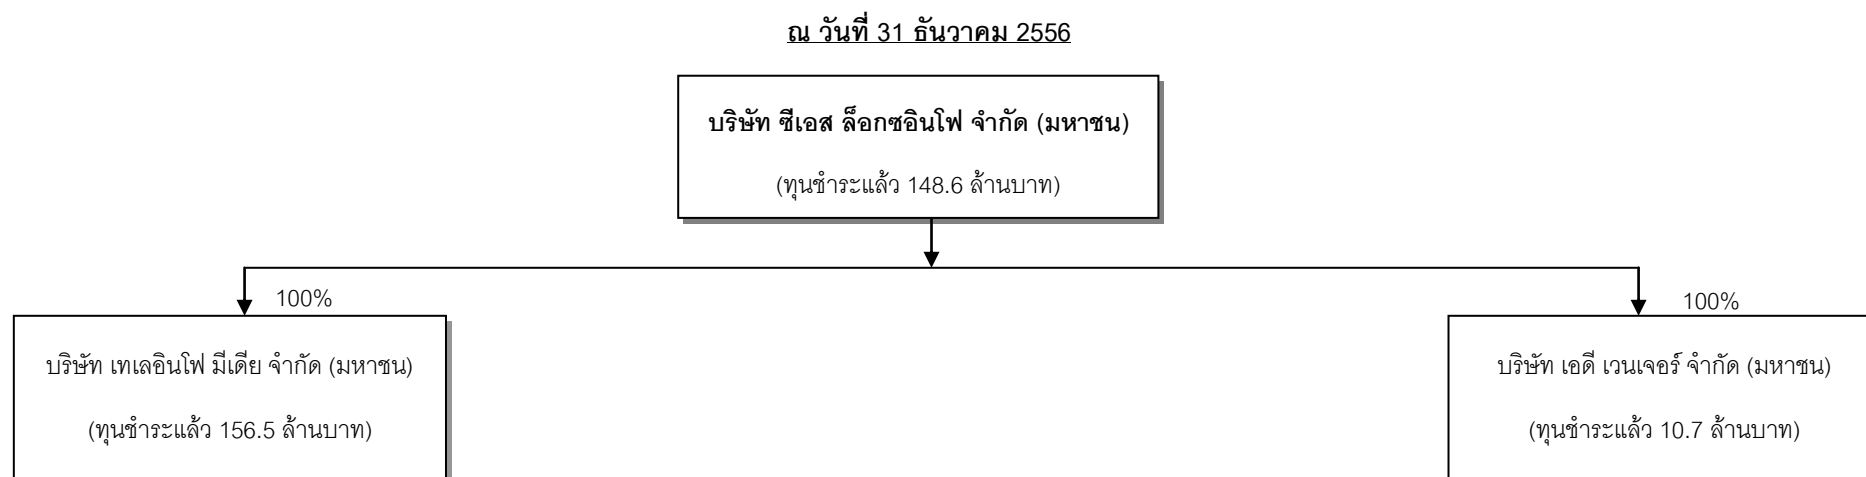 ณ วันที่ 31 ธันวาคม 2556
บริษัท ซีเอส ล็อกซอินโฟ จำกัด (มหาชน)
(ทุนชำระแล้ว 148.6 ล้านบาท)
100%
100%
บริษัท เทเลอินโฟ มีเดีย จำกัด (มหาชน)
(ทุนชำระแล้ว 156.5 ล้านบาท)
บริษัท เอดี เวนเจอร์ จำกัด (มหาชน)
(ทุนชำระแล้ว 10.7 ล้านบาท)